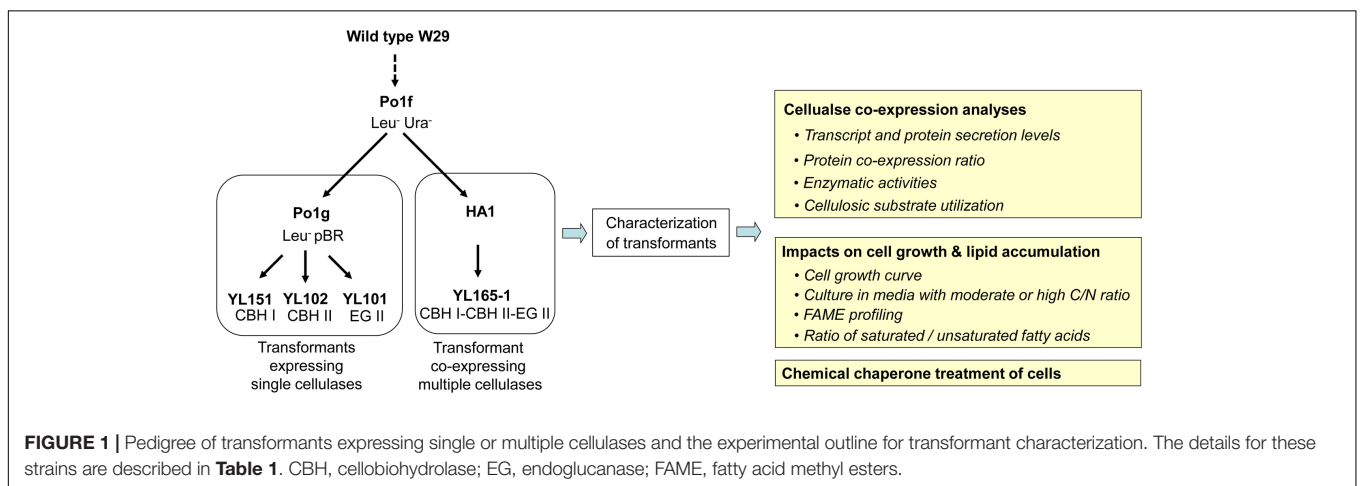 Wild type W29
Po1f
Leu- Ura-
Po1g
Leu- pBR
YL151 YL102 YL101
CBH I CBH II EG II
Transformants
expressing
single cellulases
HA1
YL165-1
CBH I-CBH II-EG II
Transformant
co-expressing
multiple cellulases
Characterization
of transformants
Cellualse co-expression analyses
• Transcript and protein secretion levels
• Protein co-expression ratio
• Enzymatic activities
• Cellulosic substrate utilization
Impacts on cell growth & lipid accumulation
• Cell growth curve
• Culture in media with moderate or high C/N ratio
• FAME profiling
• Ratio of saturated / unsaturated fatty acids
Chemical chaperone treatment of cells
FIGURE 1 | Pedigree of transformants expressing single or multiple cellulases and the experimental outline for transformant characterization. The details for these
strains are described in Table 1. CBH, cellobiohydrolase; EG, endoglucanase; FAME, fatty acid methyl esters.